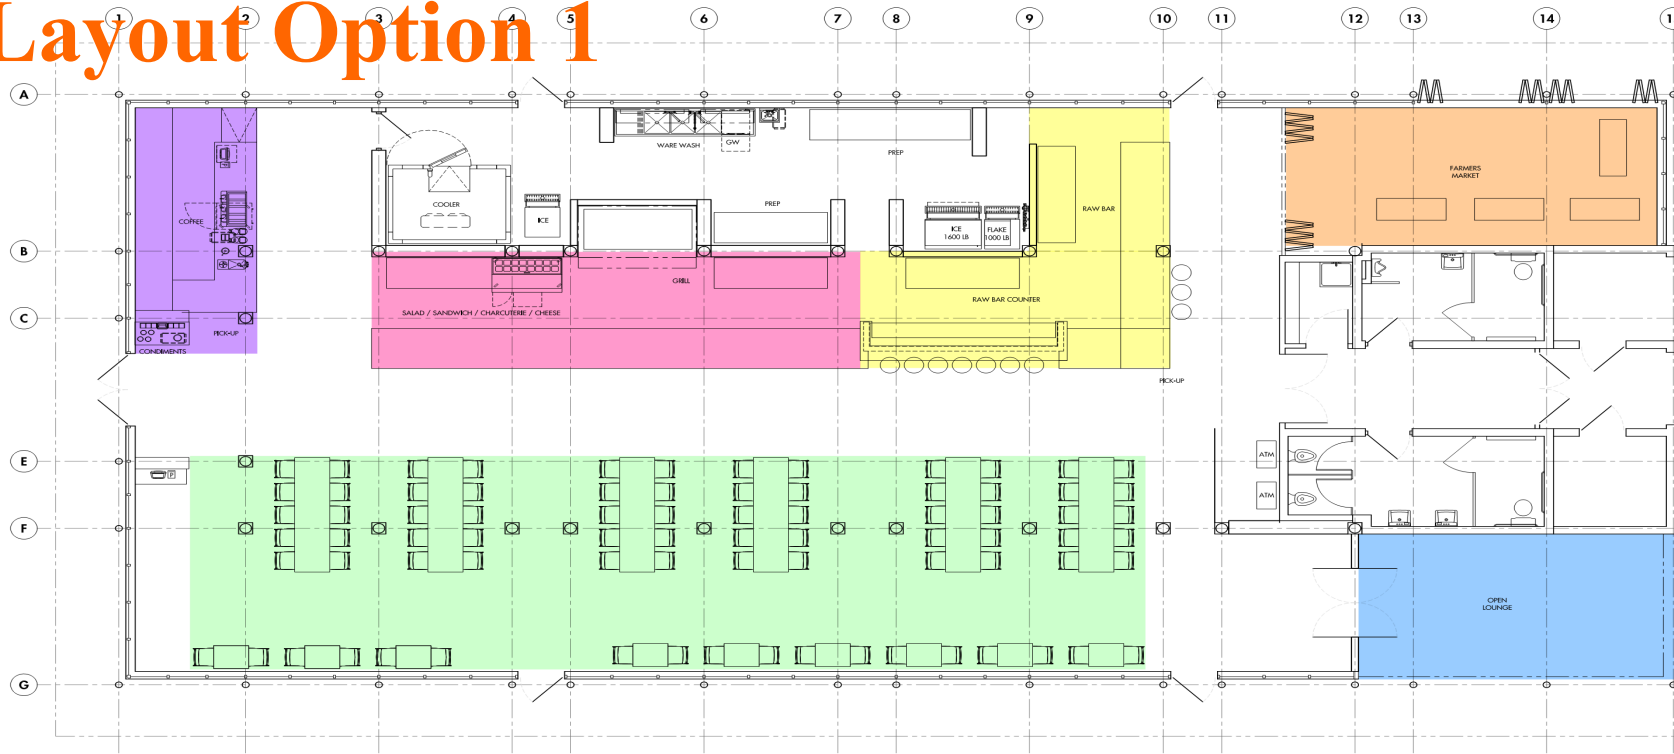 Layout Option 1
1 2 3 4 5 6 7 8 9 10 11 12 13 14
A
WARE WASH
GW
PREP
FARMERS
MARKET
COOLER
PREP
ICE
RAW BAR
COFFEE
ICE
1600 LB
FLAKE
1000 LB
B
GRILL
RAW BAR COUNTER
SALAD / SANDWICH / CHARCUTERIE / CHEESE
C
PICK-UP
CONDIMENTS
PICK-UP
E
ATM
P
ATM
F
OPEN
LOUNGE
G